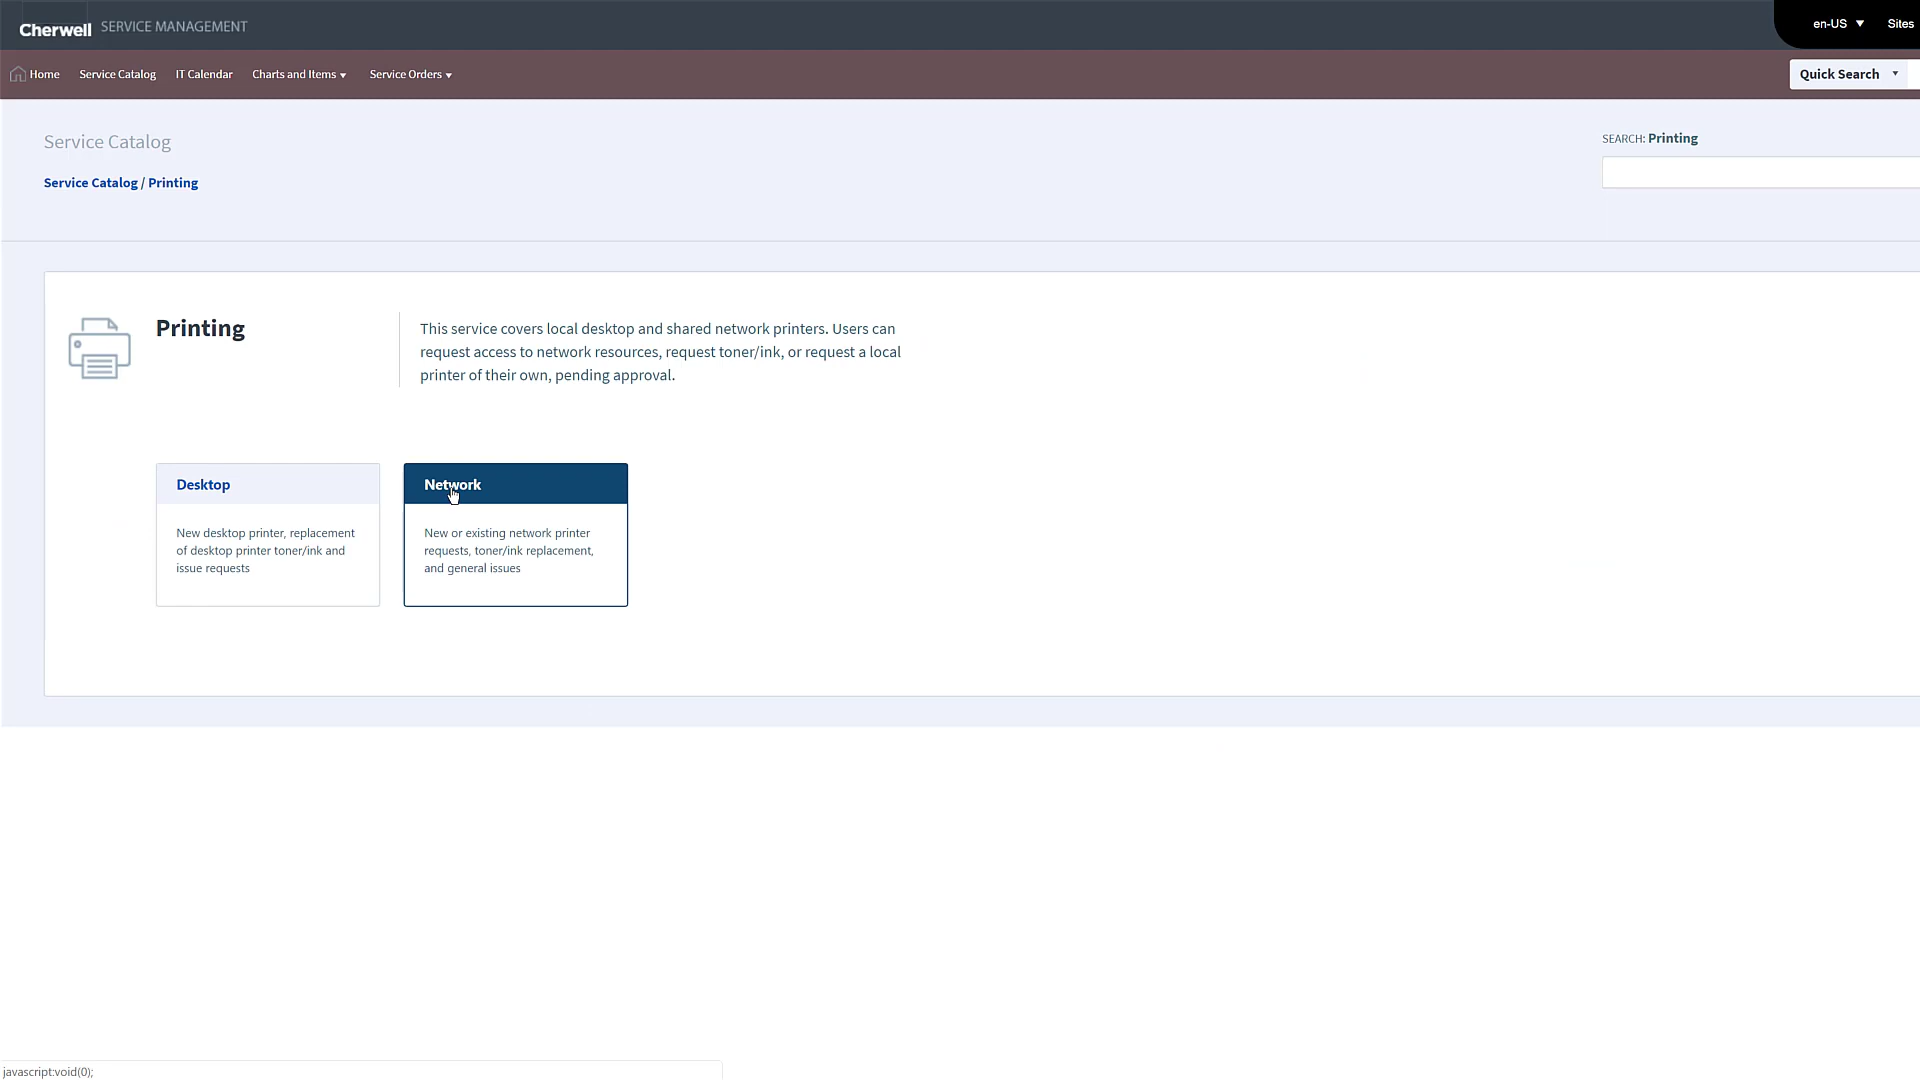 Cherwell SERVICE MANAGEMENT
en-US ▼ Sites
Home Service Catalog IT Calendar Charts and Items ▼ Service Orders ▼
Quick Search ▼
Service Catalog
SEARCH: Printing
Service Catalog / Printing
Printing
This service covers local desktop and shared network printers. Users can
request access to network resources, request toner/ink, or request a local
printer of their own, pending approval.
Desktop
New desktop printer, replacement
of desktop printer toner/ink and
issue requests
Network
New or existing network printer
requests, toner/ink replacement,
and general issues
javascript:void(0);